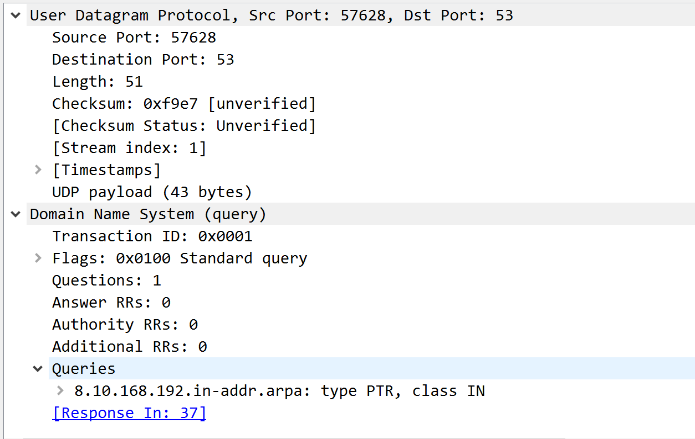 User Datagram Protocol, Src Port: 57628, Dst Port: 53
Source Port: 57628
Destination Port: 53
Length: 51
Checksum: 0xf9e7 [unverified]
[Checksum Status: Unverified]
[Stream index: 1]
[Timestamps]
UDP payload (43 bytes)
Domain Name System (query)
Transaction ID: 0x0001
Flags: 0x0100 Standard query
Questions: 1
Answer RRs: 0
Authority RRs: 0
Additional RRs: 0
Queries
8.10.168.192.in-addr.arpa: type PTR, class IN
[Response In: 37]